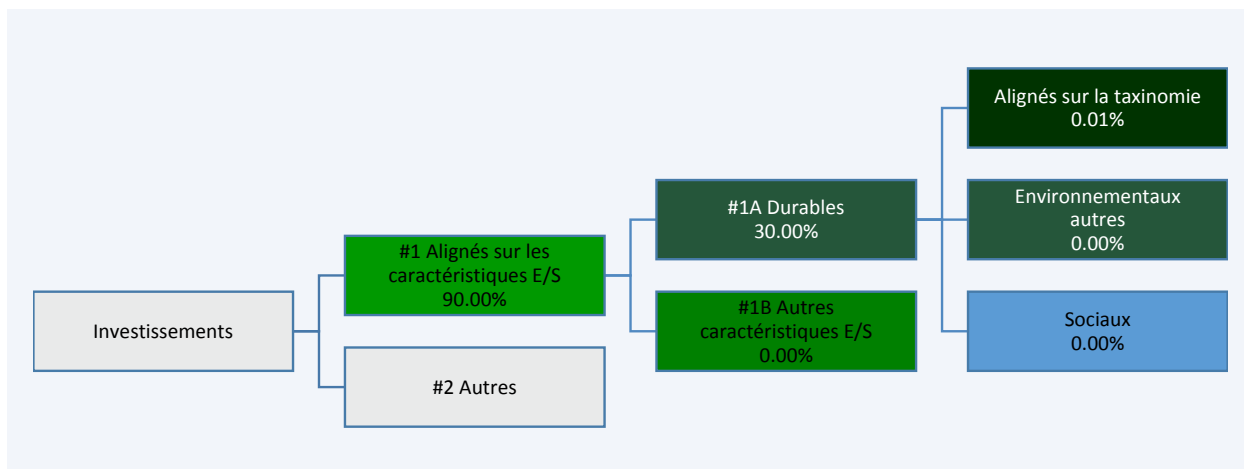 Investissements
#1 Alignés sur les
caractéristiques E/S
90.00%
#2 Autres
#1A Durables
30.00%
#1B Autres
caractéristiques E/S
0.00%
Alignés sur la taxinomie
0.01%
Environnementaux
autres
0.00%
Sociaux
0.00%